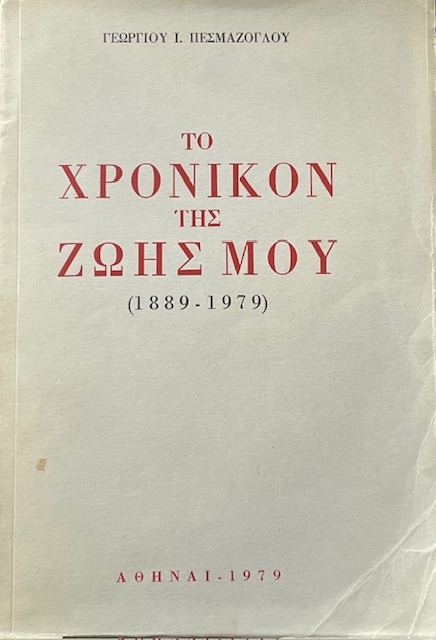 ΓΕΩΡΓΙΟΥ Ι. ΠΕΣΜΑΖΟΓΛΟΥ
ΤΟ
ΧΡΟΝΙΚΟΝ
ΤΗΣ
ΖΩΗΣ ΜΟΥ
(1889-1979)
ΑΘΗΝΑΙ-1979